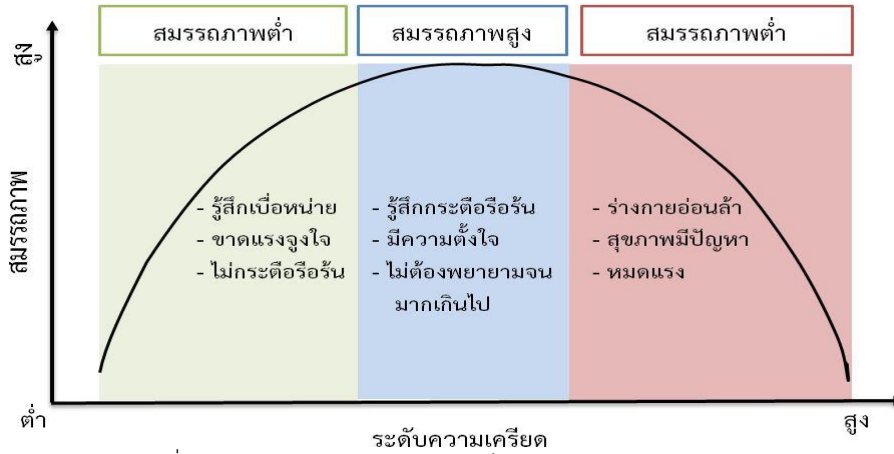 สมรรถภาพต่ำ
สมรรถภาพสูง
สมรรถภาพต่ำ
สูง
สมรรถภาพ
- รู้สึกเบื่อหน่าย
- ขาดแรงจูงใจ
- ไม่กระตือรือร้น
- รู้สึกกระตือรือร้น
- มีความตั้งใจ
- ไม่ต้องพยายามจน
มากเกินไป
- ร่างกายอ่อนล้า
- สุขภาพมีปัญหา
- หมดแรง
ต่ำ
สูง
ระดับความเครียด